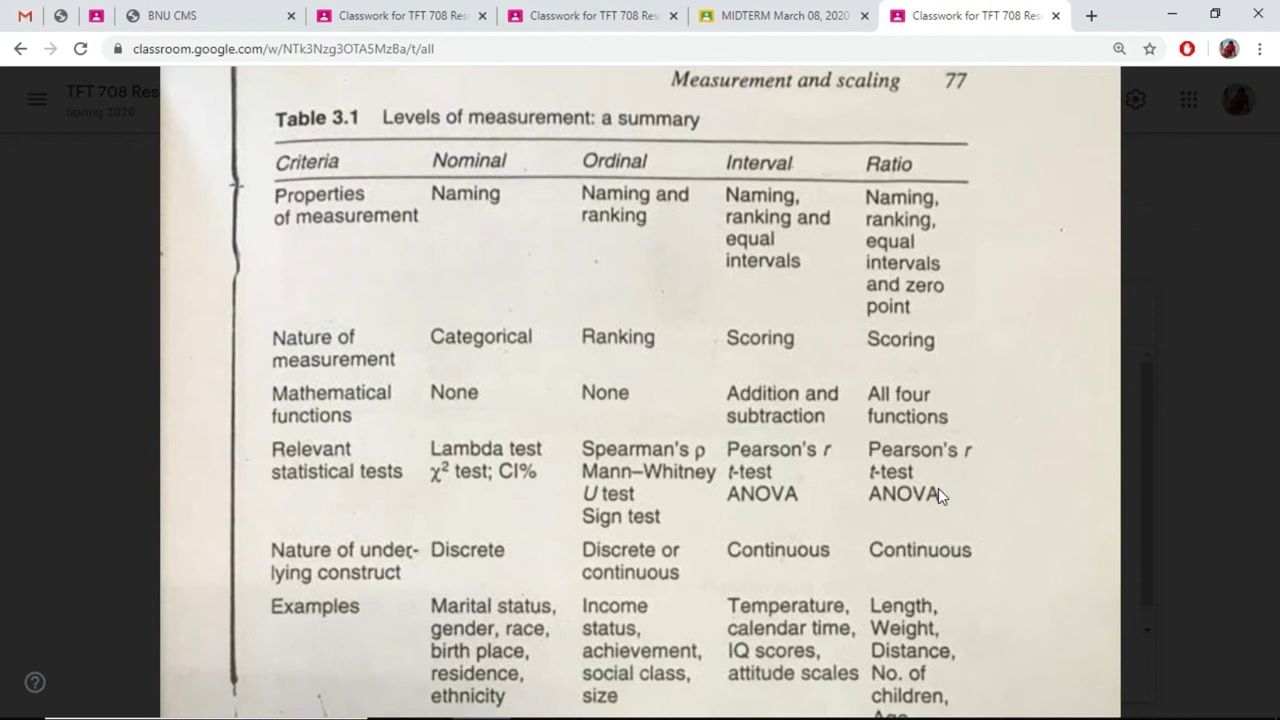 BNU CMS
Classwork for TFT 708 Res
Classwork for TFT 708 Res
MIDTERM March 08, 2020
Classwork for TFT 708 Res
classroom.google.com/w/NTk3Nzg3OTA5MzBa/t/all
TFT 708 Res
Spring 2020
Measurement and scaling 77
Table 3.1 Levels of measurement: a summary
Criteria Nominal Ordinal Interval Ratio
Properties Naming Naming and Naming, Naming,
of measurement ranking ranking and ranking,
equal equal
intervals intervals
and zero
point
Nature of Categorical Ranking Scoring Scoring
measurement
Mathematical None None Addition and All four
functions subtraction functions
Relevant Lambda test Spearman's ρ Pearson's r Pearson's r
statistical tests χ² test; CI% Mann–Whitney t-test t-test
U test ANOVA ANOVA
Sign test
Nature of under- Discrete Discrete or Continuous Continuous
lying construct continuous
Examples Marital status, Income Temperature, Length,
gender, race, status, calendar time, Weight,
birth place, achievement, IQ scores, Distance,
residence, social class, attitude scales No. of
ethnicity size children,